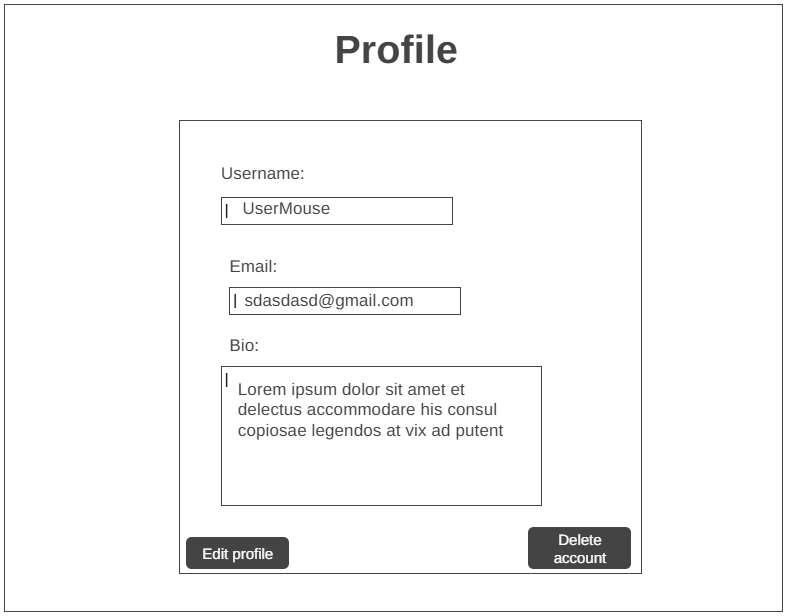 Profile
Username:
UserMouse
Email:
sdasdasd@gmail.com
Bio:
Lorem ipsum dolor sit amet et
delectus accommodare his consul
copiosae legendos at vix ad putent
Edit profile
Delete
account